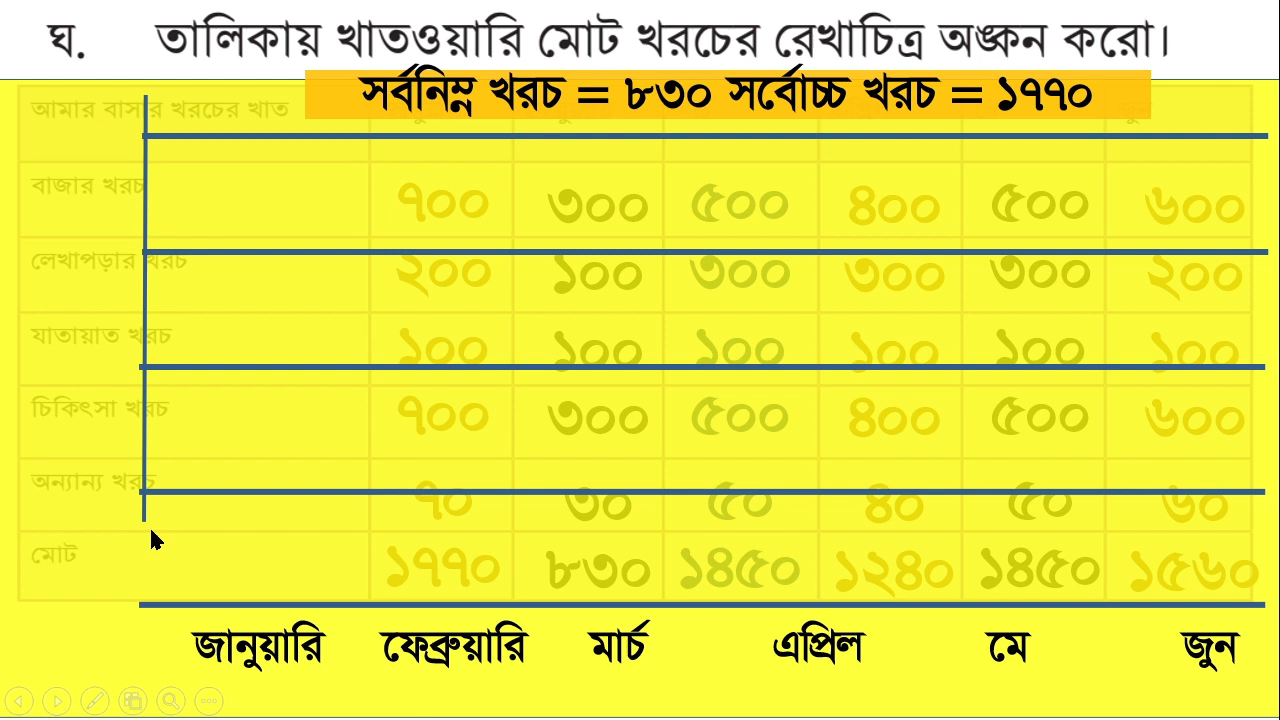 ঘ. তালিকায় খাতওয়ারি মোট খরচের রেখাচিত্র অঙ্কন করো।
সর্বনিম্ন খরচ = ৮৩০ সর্বোচ্চ খরচ = ১৭৭০
আমার বাসার খরচের খাত
বাজার খরচ ৭০০ ৩০০ ৫০০ ৪০০ ৫০০ ৬০০
লেখাপড়ার খরচ ২০০ ১০০ ৩০০ ৩০০ ৩০০ ২০০
যাতায়াত খরচ ১০০ ১০০ ১০০ ১০০ ১০০ ১০০
চিকিৎসা খরচ ৭০০ ৩০০ ৫০০ ৪০০ ৫০০ ৬০০
অন্যান্য খরচ ৭০ ৩০ ৫০ ৪০ ৫০ ৬০
মোট ১৭৭০ ৮৩০ ১৪৫০ ১২৪০ ১৪৫০ ১৫৬০
জানুয়ারি ফেব্রুয়ারি মার্চ এপ্রিল মে জুন